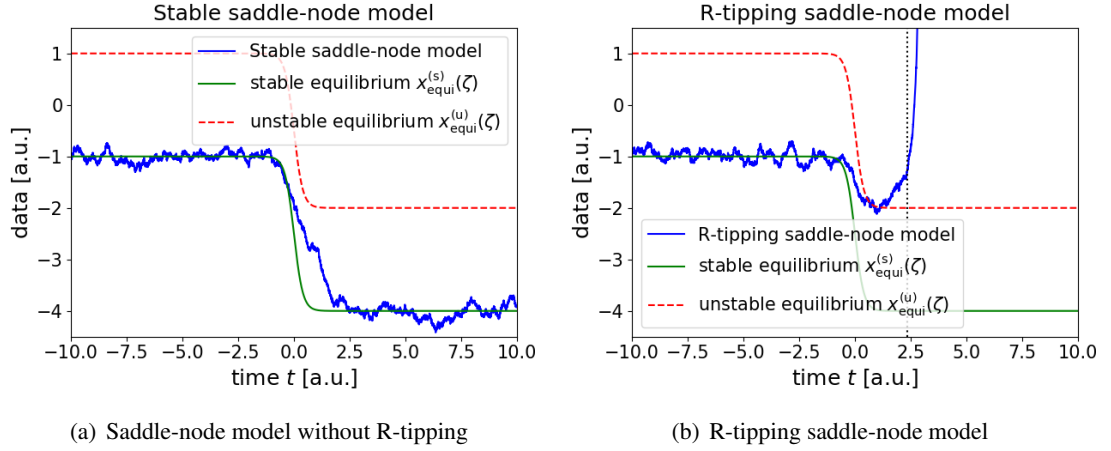 Stable saddle-node model
data [a.u.]
1
0
−1
−2
−3
−4
Stable saddle-node model
stable equilibrium x_equi^(s)(ζ)
unstable equilibrium x_equi^(u)(ζ)
−10.0 −7.5 −5.0 −2.5 0.0 2.5 5.0 7.5 10.0
time t [a.u.]
(a) Saddle-node model without R-tipping
R-tipping saddle-node model
data [a.u.]
1
0
−1
−2
−3
−4
R-tipping saddle-node model
stable equilibrium x_equi^(s)(ζ)
unstable equilibrium x_equi^(u)(ζ)
−10.0 −7.5 −5.0 −2.5 0.0 2.5 5.0 7.5 10.0
time t [a.u.]
(b) R-tipping saddle-node model